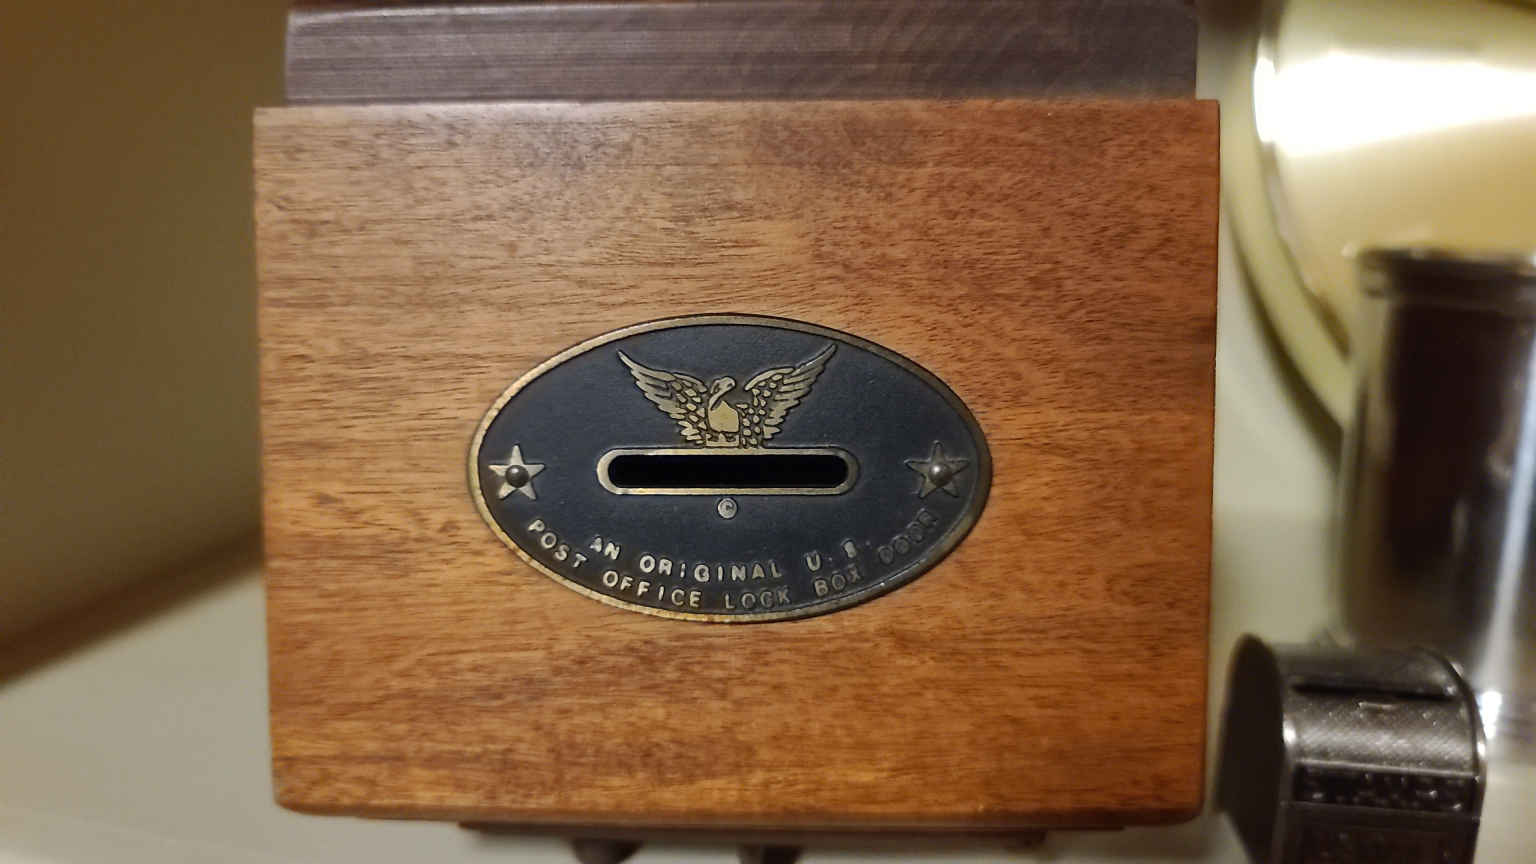 ©
AN ORIGINAL U.S.
POST OFFICE LOCK BOX DOOR